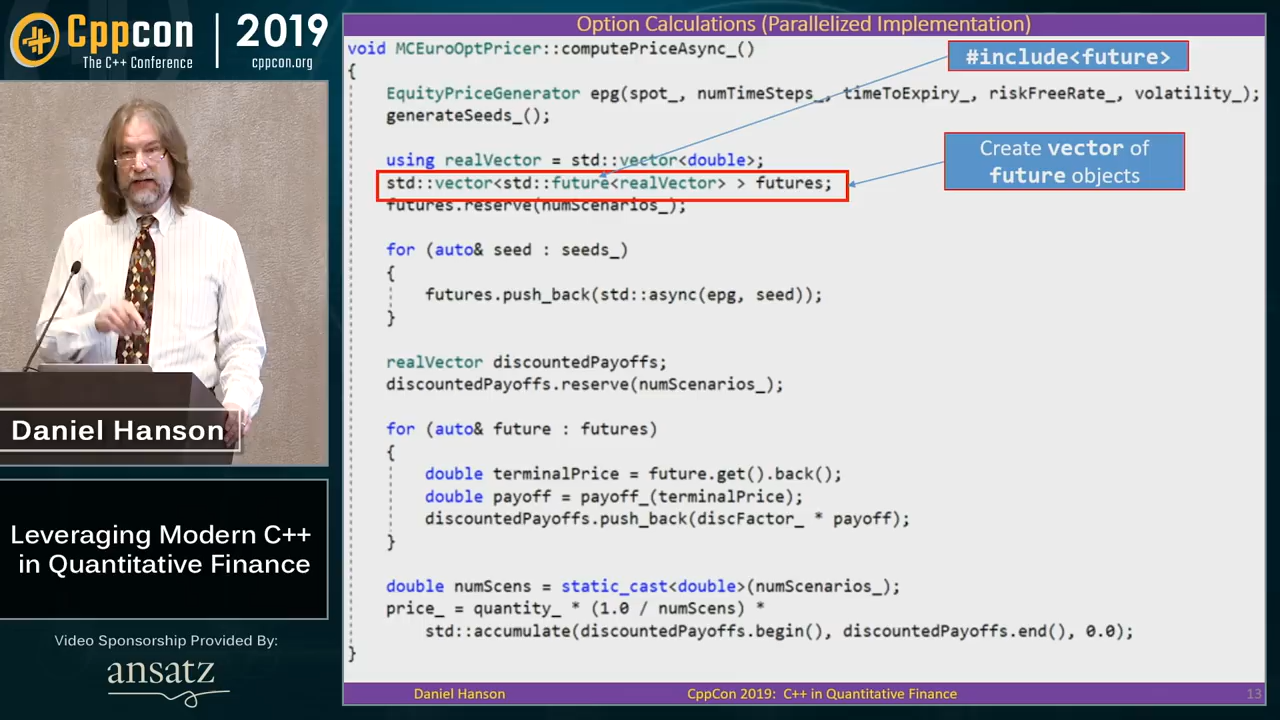 Cppcon
The C++ Conference
2019
cppcon.org
Daniel Hanson
Leveraging Modern C++
in Quantitative Finance
Video Sponsorship Provided By:
ansatz
Option Calculations (Parallelized Implementation)
void MCEuroOptPricer::computePriceAsync_()
{
EquityPriceGenerator epg(spot_, numTimeSteps_, timeToExpiry_, riskFreeRate_, volatility_);
generateSeeds_();
using realVector = std::vector<double>;
std::vector<std::future<realVector> > futures;
futures.reserve(numScenarios_);
for (auto& seed : seeds_)
{
futures.push_back(std::async(epg, seed));
}
realVector discountedPayoffs;
discountedPayoffs.reserve(numScenarios_);
for (auto& future : futures)
{
double terminalPrice = future.get().back();
double payoff = payoff_(terminalPrice);
discountedPayoffs.push_back(discFactor_ * payoff);
}
double numScens = static_cast<double>(numScenarios_);
price_ = quantity_ * (1.0 / numScens) *
std::accumulate(discountedPayoffs.begin(), discountedPayoffs.end(), 0.0);
}
#include<future>
Create vector of
future objects
Daniel Hanson
CppCon 2019: C++ in Quantitative Finance
13